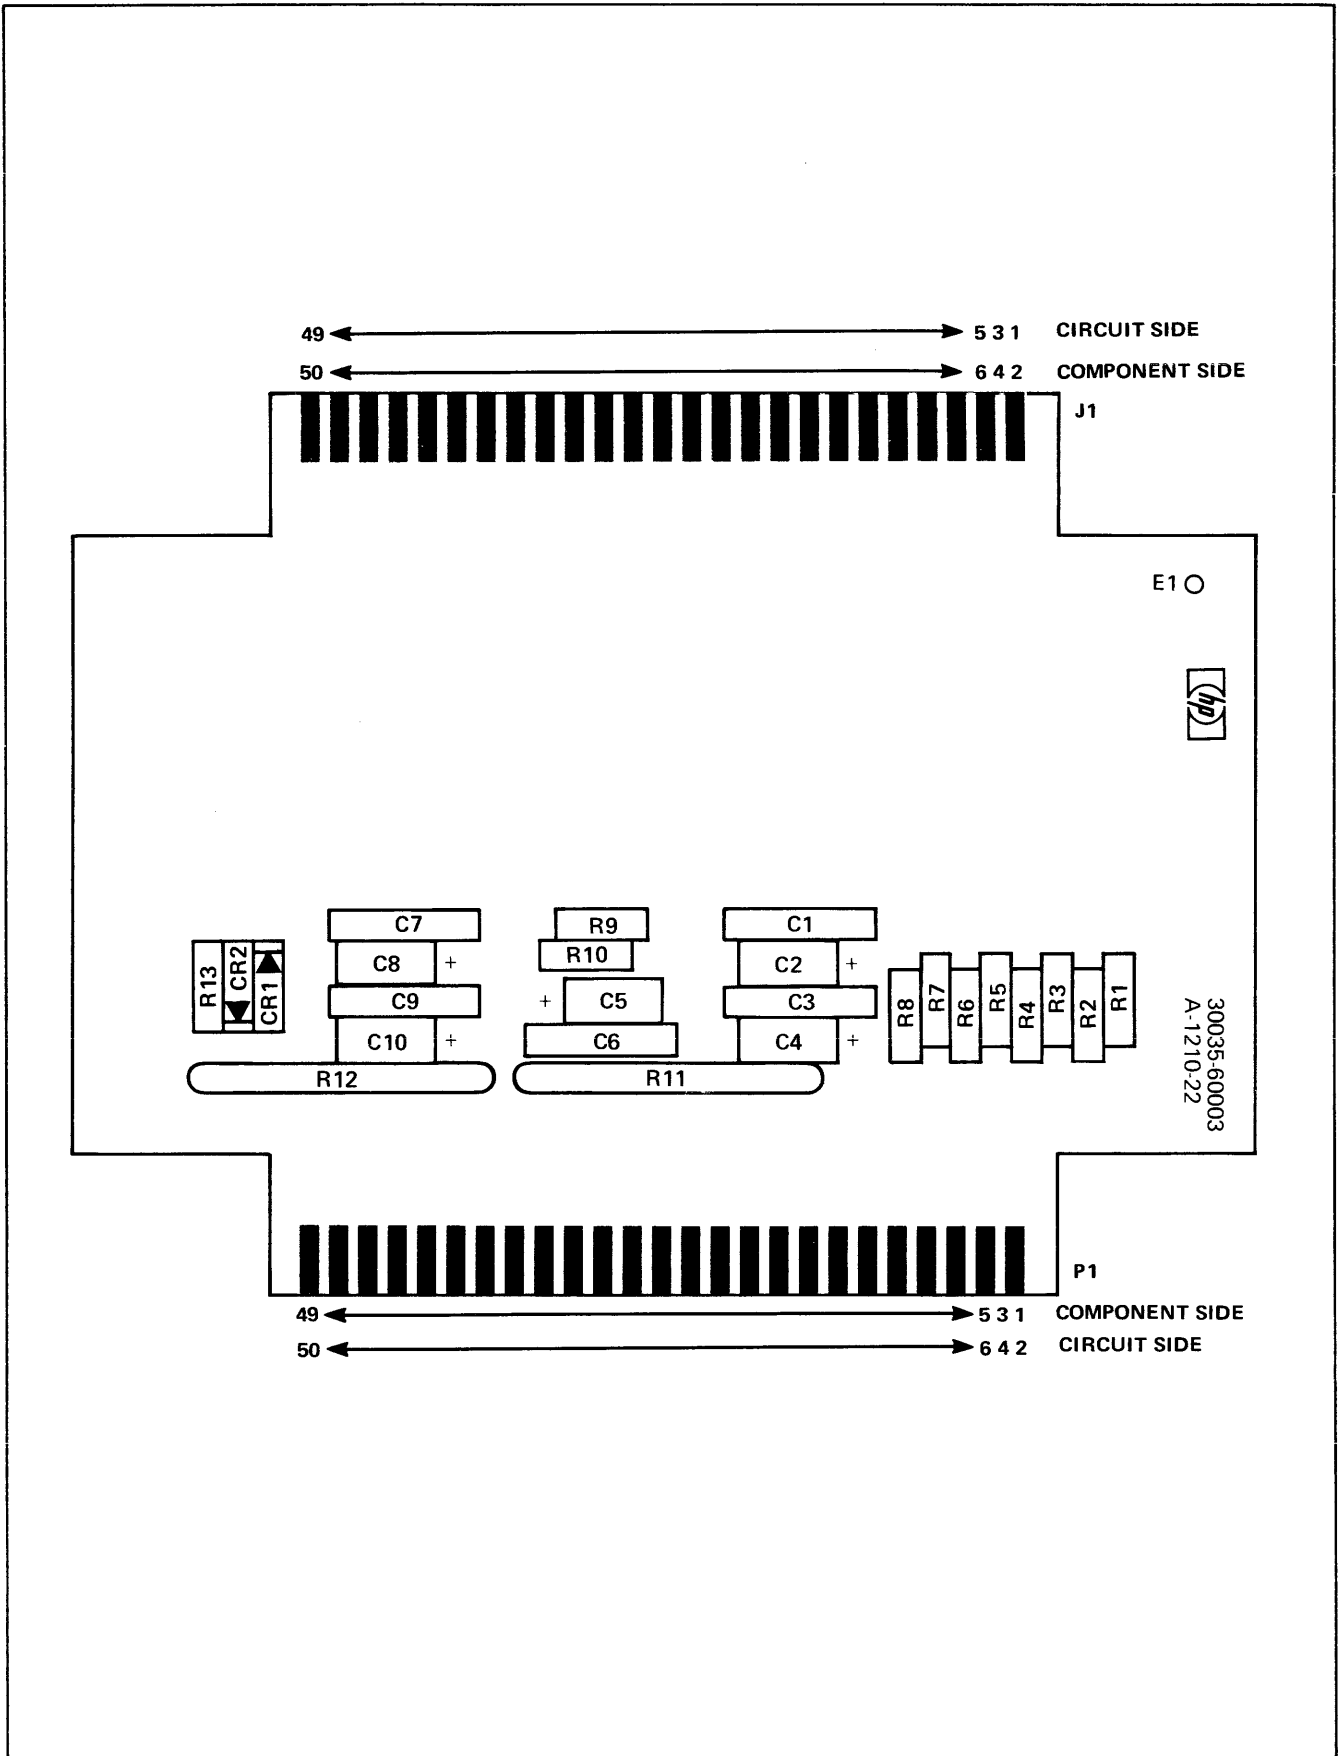 49 5 3 1 CIRCUIT SIDE
50 6 4 2 COMPONENT SIDE
J1
E1
hp
C7 R9 C1
R10
C8 + C2 +
R13 CR2 CR1
C9 + C5 C3
R8 R7 R6 R5 R4 R3 R2 R1
C10 + C6 C4 +
R12 R11
30035-60003
A-1210-22
P1
49 5 3 1 COMPONENT SIDE
50 6 4 2 CIRCUIT SIDE